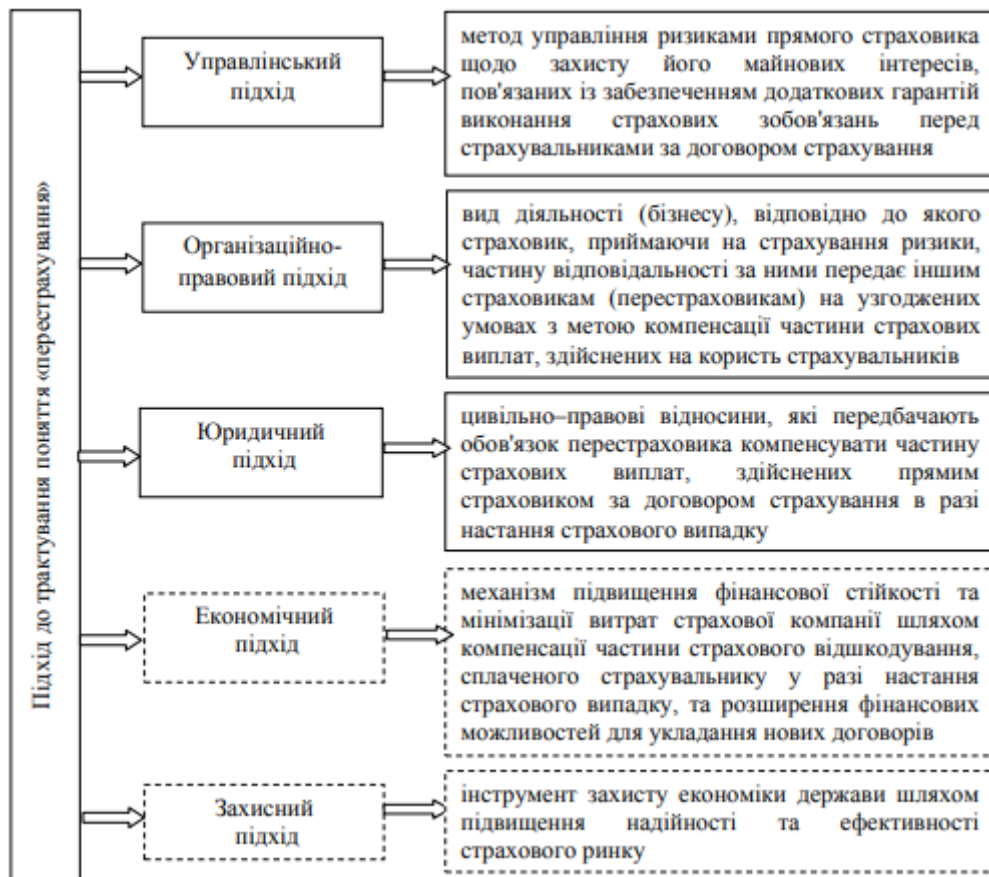 Підхід до трактування поняття «перестрахування»
Управлінський
підхід
метод управління ризиками прямого страховика
щодо захисту його майнових інтересів,
пов'язаних із забезпеченням додаткових гарантій
виконання страхових зобов'язань перед
страхувальниками за договором страхування
Організаційно-
правовий підхід
вид діяльності (бізнесу), відповідно до якого
страховик, приймаючи на страхування ризики,
частину відповідальності за ними передає іншим
страховикам (перестраховикам) на узгоджених
умовах з метою компенсації частини страхових
виплат, здійснених на користь страхувальників
Юридичний
підхід
цивільно–правові відносини, які передбачають
обов'язок перестраховика компенсувати частину
страхових виплат, здійснених прямим
страховиком за договором страхування в разі
настання страхового випадку
Економічний
підхід
механізм підвищення фінансової стійкості та
мінімізації витрат страхової компанії шляхом
компенсації частини страхового відшкодування,
сплаченого страхувальнику у разі настання
страхового випадку, та розширення фінансових
можливостей для укладання нових договорів
Захисний
підхід
інструмент захисту економіки держави шляхом
підвищення надійності та ефективності
страхового ринку